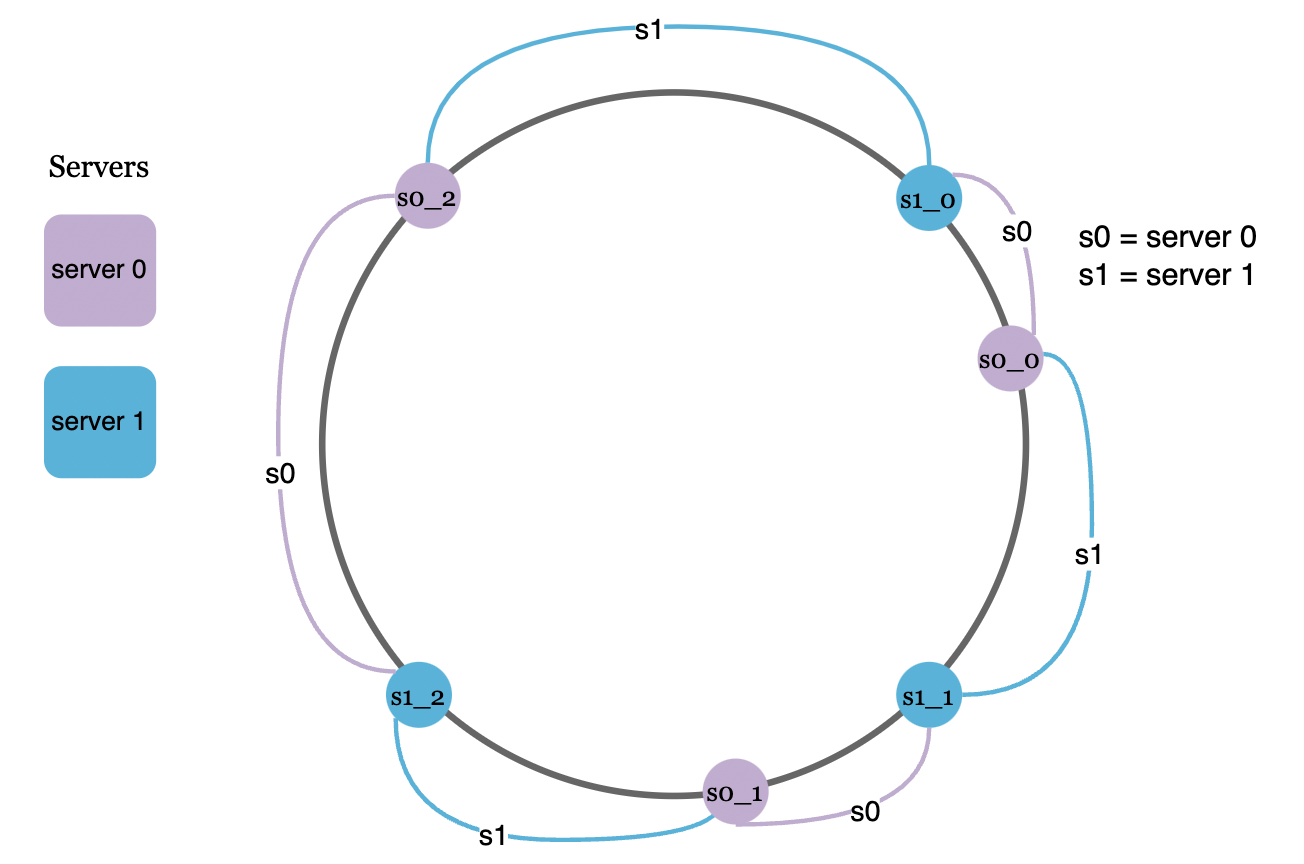 s1
Servers
s0_2
s1_0
s0
s0 = server 0
s1 = server 1
server 0
s0_0
server 1
s0
s1
s1_2
s1_1
s0_1
s0
s1